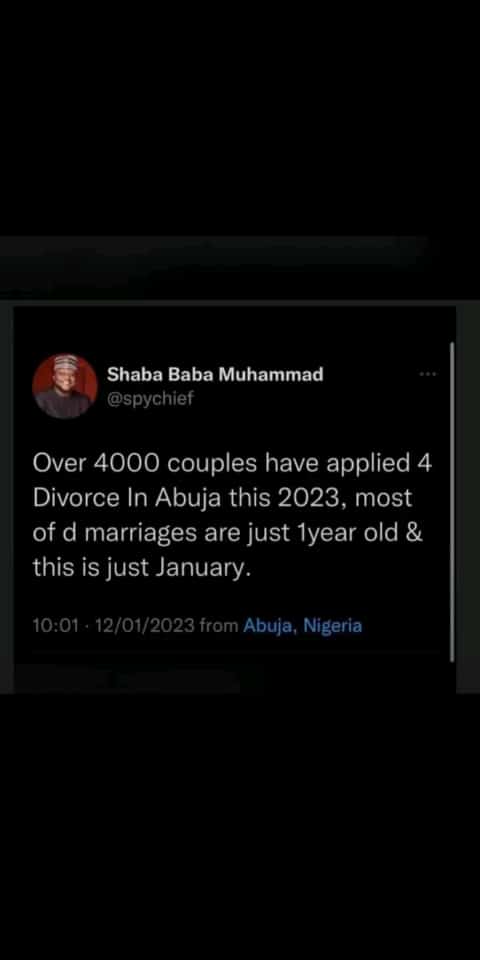 Shaba Baba Muhammad
@spychief
Over 4000 couples have applied 4
Divorce In Abuja this 2023, most
of d marriages are just 1year old &
this is just January.
10:01 · 12/01/2023 from Abuja, Nigeria